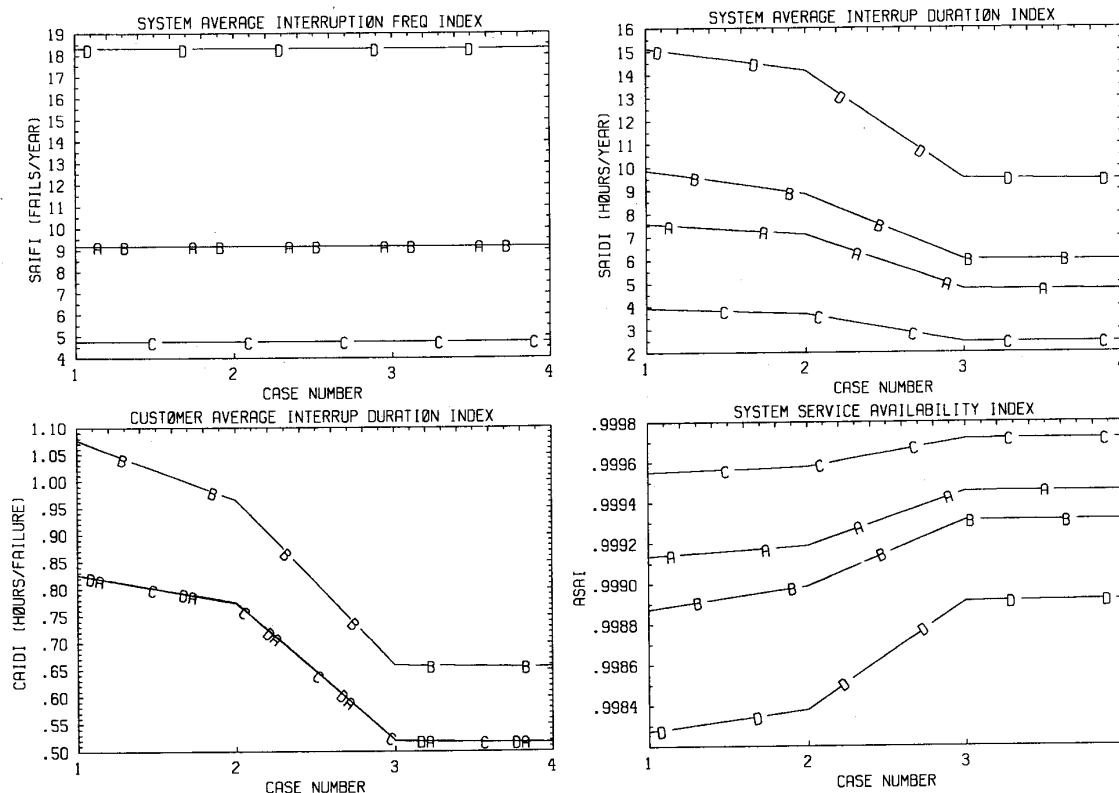 SYSTEM AVERAGE INTERRUPTIØN FREQ INDEX
19
18
17
16
15
14
13
12
11
10
9
8
7
6
5
4
SAIFI (FAILS/YEAR)
D D D D D
A B A B A B A B A B
C C C C C
1 2 3 4
CASE NUMBER
SYSTEM AVERAGE INTERRUP DURATIØN INDEX
16
15
14
13
12
11
10
9
8
7
6
5
4
3
2
SAIDI (HØURS/YEAR)
D D D D D D
B B B B B
A A A A A
C C C C C
1 2 3 4
CASE NUMBER
CUSTØMER AVERAGE INTERRUP DURATIØN INDEX
1.10
1.05
1.00
.95
.90
.85
.80
.75
.70
.65
.60
.55
.50
CAIDI (HØURS/FAILURE)
B B B B B B
DA C DA C DA C DA C DA C DA
1 2 3 4
CASE NUMBER
SYSTEM SERVICE AVAILABILITY INDEX
.9998
.9996
.9994
.9992
.9990
.9988
.9986
.9984
ASAI
C C C C C
A A A A A
B B B B B
D D D D D D
1 2 3 4
CASE NUMBER